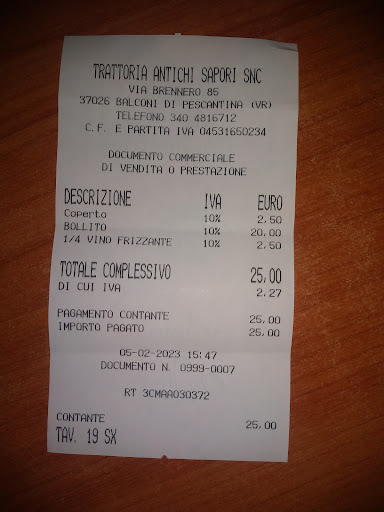 TRATTORIA ANTICHI SAPORI SNC
VIA BRENNERO 85
37026 BALCONI DI PESCANTINA (VR)
TELEFONO 340 4816712
C.F. E PARTITA IVA 04531650234
DOCUMENTO COMMERCIALE
DI VENDITA O PRESTAZIONE
DESCRIZIONE IVA EURO
Coperto 10% 2,50
BOLLITO 10% 20,00
1/4 VINO FRIZZANTE 10% 2,50
TOTALE COMPLESSIVO 25,00
DI CUI IVA 2,27
PAGAMENTO CONTANTE 25,00
IMPORTO PAGATO 25,00
05-02-2023 15:47
DOCUMENTO N. 0999-0007
RT 3CMAA030372
CONTANTE 25,00
TAV. 19 SX